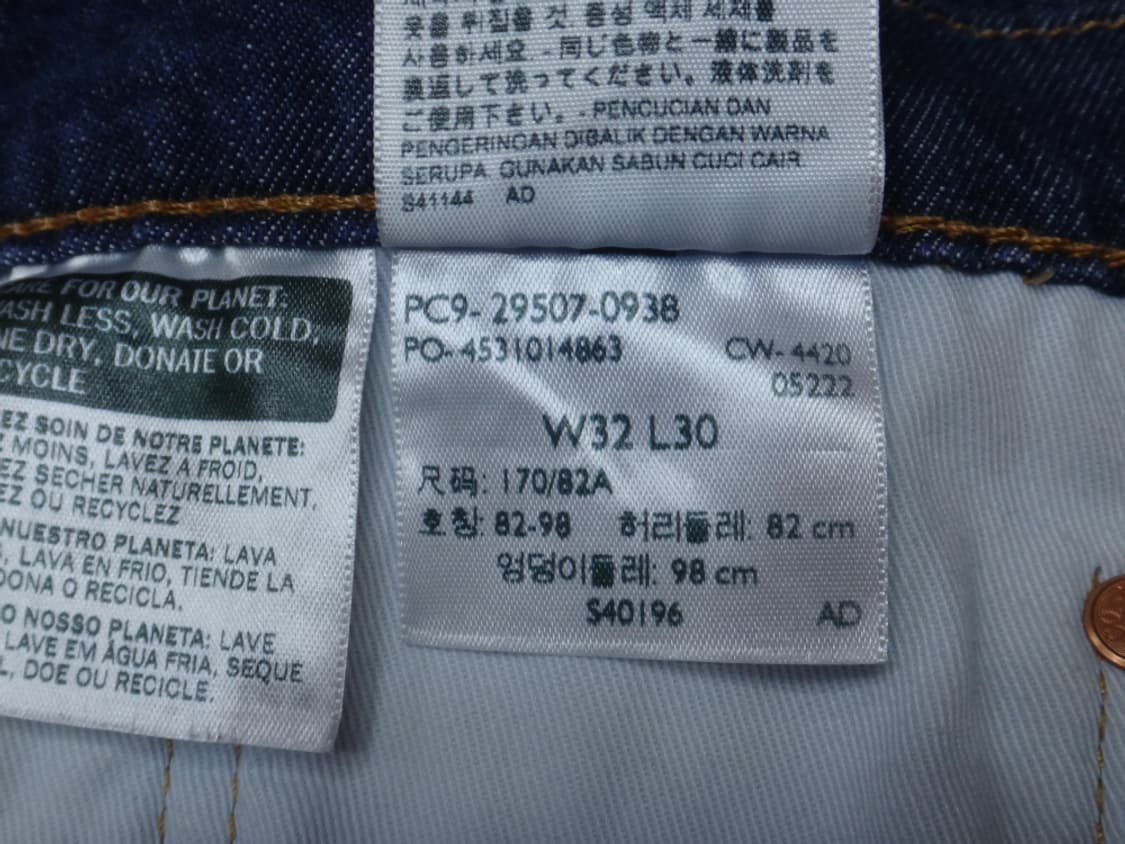 옷을 뒤집을 것 중성 액체 세제를
사용하세요. - 同じ色物と一緒に製品を
裏返して洗ってください。液体洗剤を
ご使用下さい。- PENCUCIAN DAN
PENGERINGAN DIBALIK DENGAN WARNA
SERUPA. GUNAKAN SABUN CUCI CAIR
S41144 AD
FOR OUR PLANET:
WASH LESS, WASH COLD,
DRY, DONATE OR
SOIN DE NOTRE PLANETE:
MOINS, LAVEZ A FROID,
SECHER NATURELLEMENT,
OU RECYCLEZ
NUESTRO PLANETA: LAVA
LAVA EN FRIO, TIENDE LA
DONA O RECICLA.
NOSSO PLANETA: LAVE
LAVE EM ÁGUA FRIA, SEQUE
DOE OU RECICLE.
PC9- 29507-0938
PO- 4531014863 CW- 4420
05222
W32 L30
尺码: 170/82A
호칭: 82-98 허리둘레: 82 cm
엉덩이둘레: 98 cm
S40196 AD